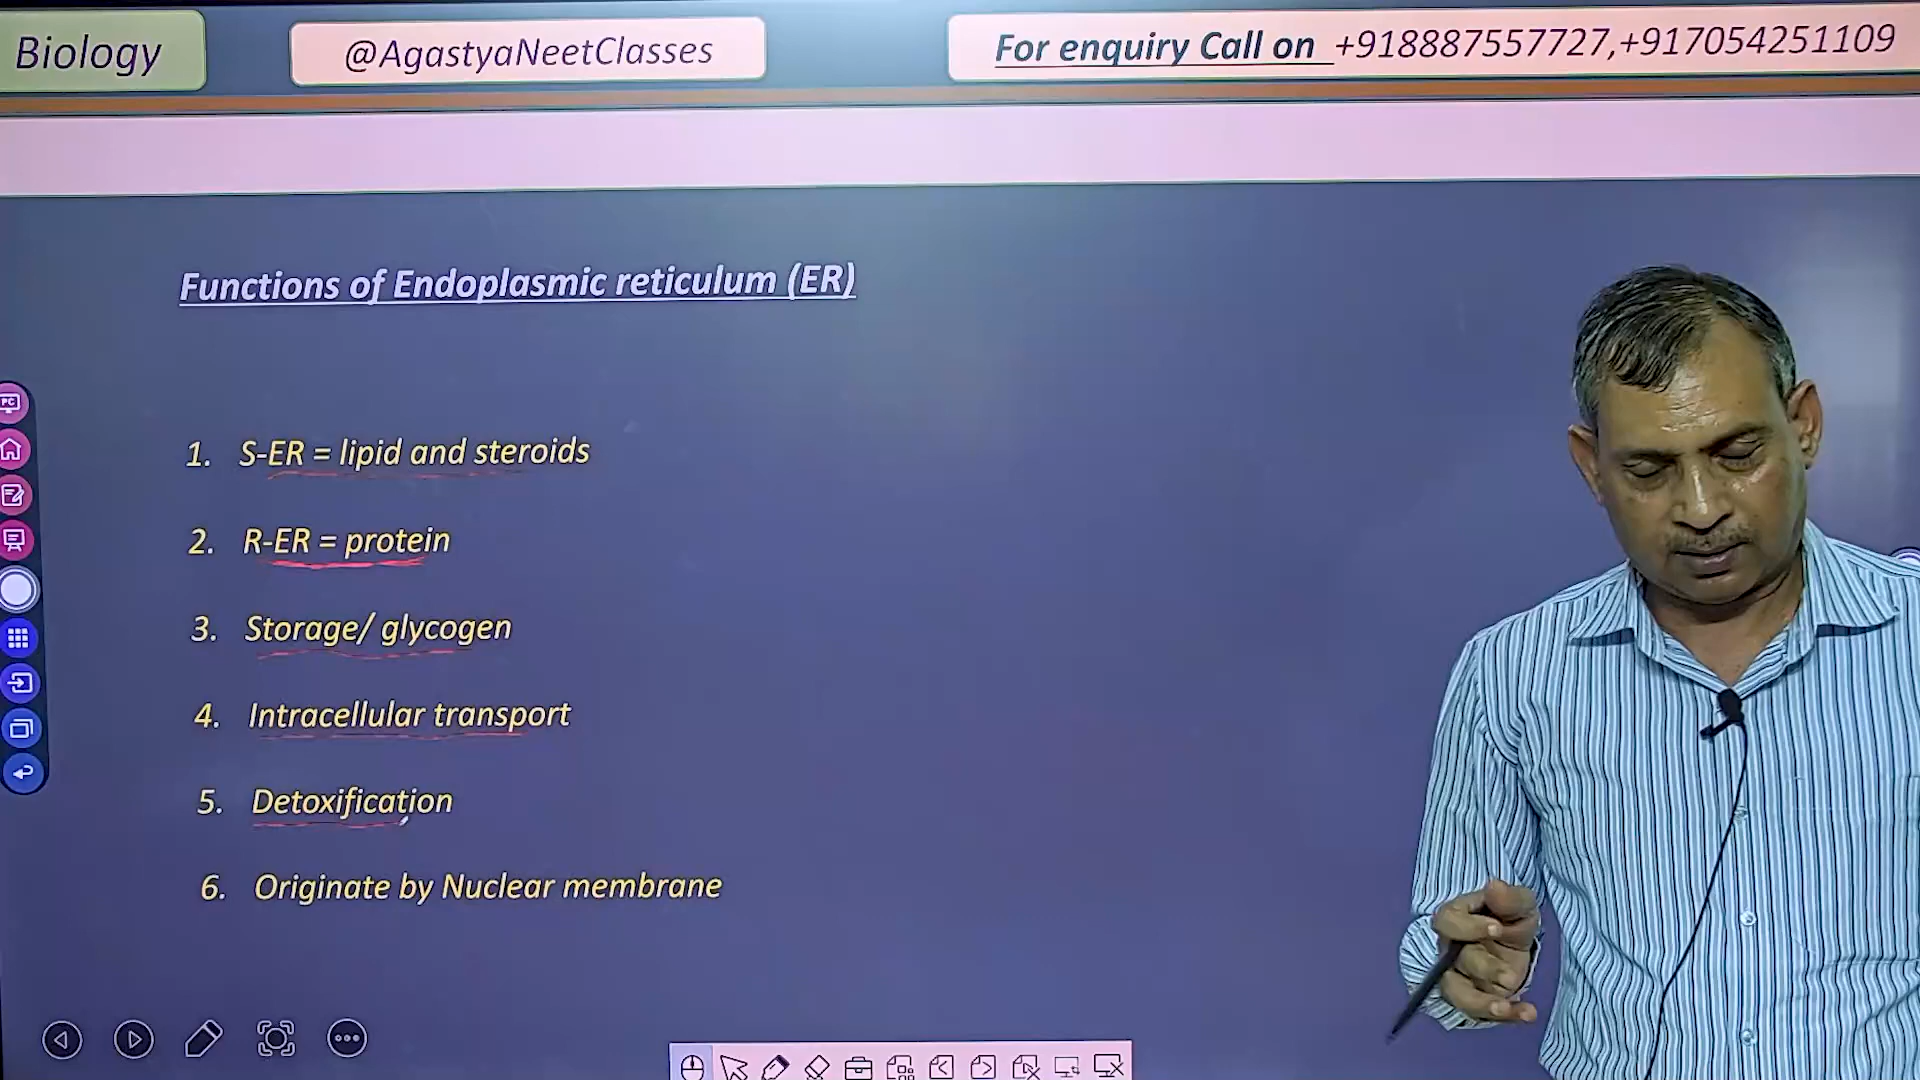 Biology
@AgastyaNeetClasses
For enquiry Call on +918887557727,+917054251109
Functions of Endoplasmic reticulum (ER)
1. S-ER = lipid and steroids
2. R-ER = protein
3. Storage/ glycogen
4. Intracellular transport
5. Detoxification
6. Originate by Nuclear membrane
PC